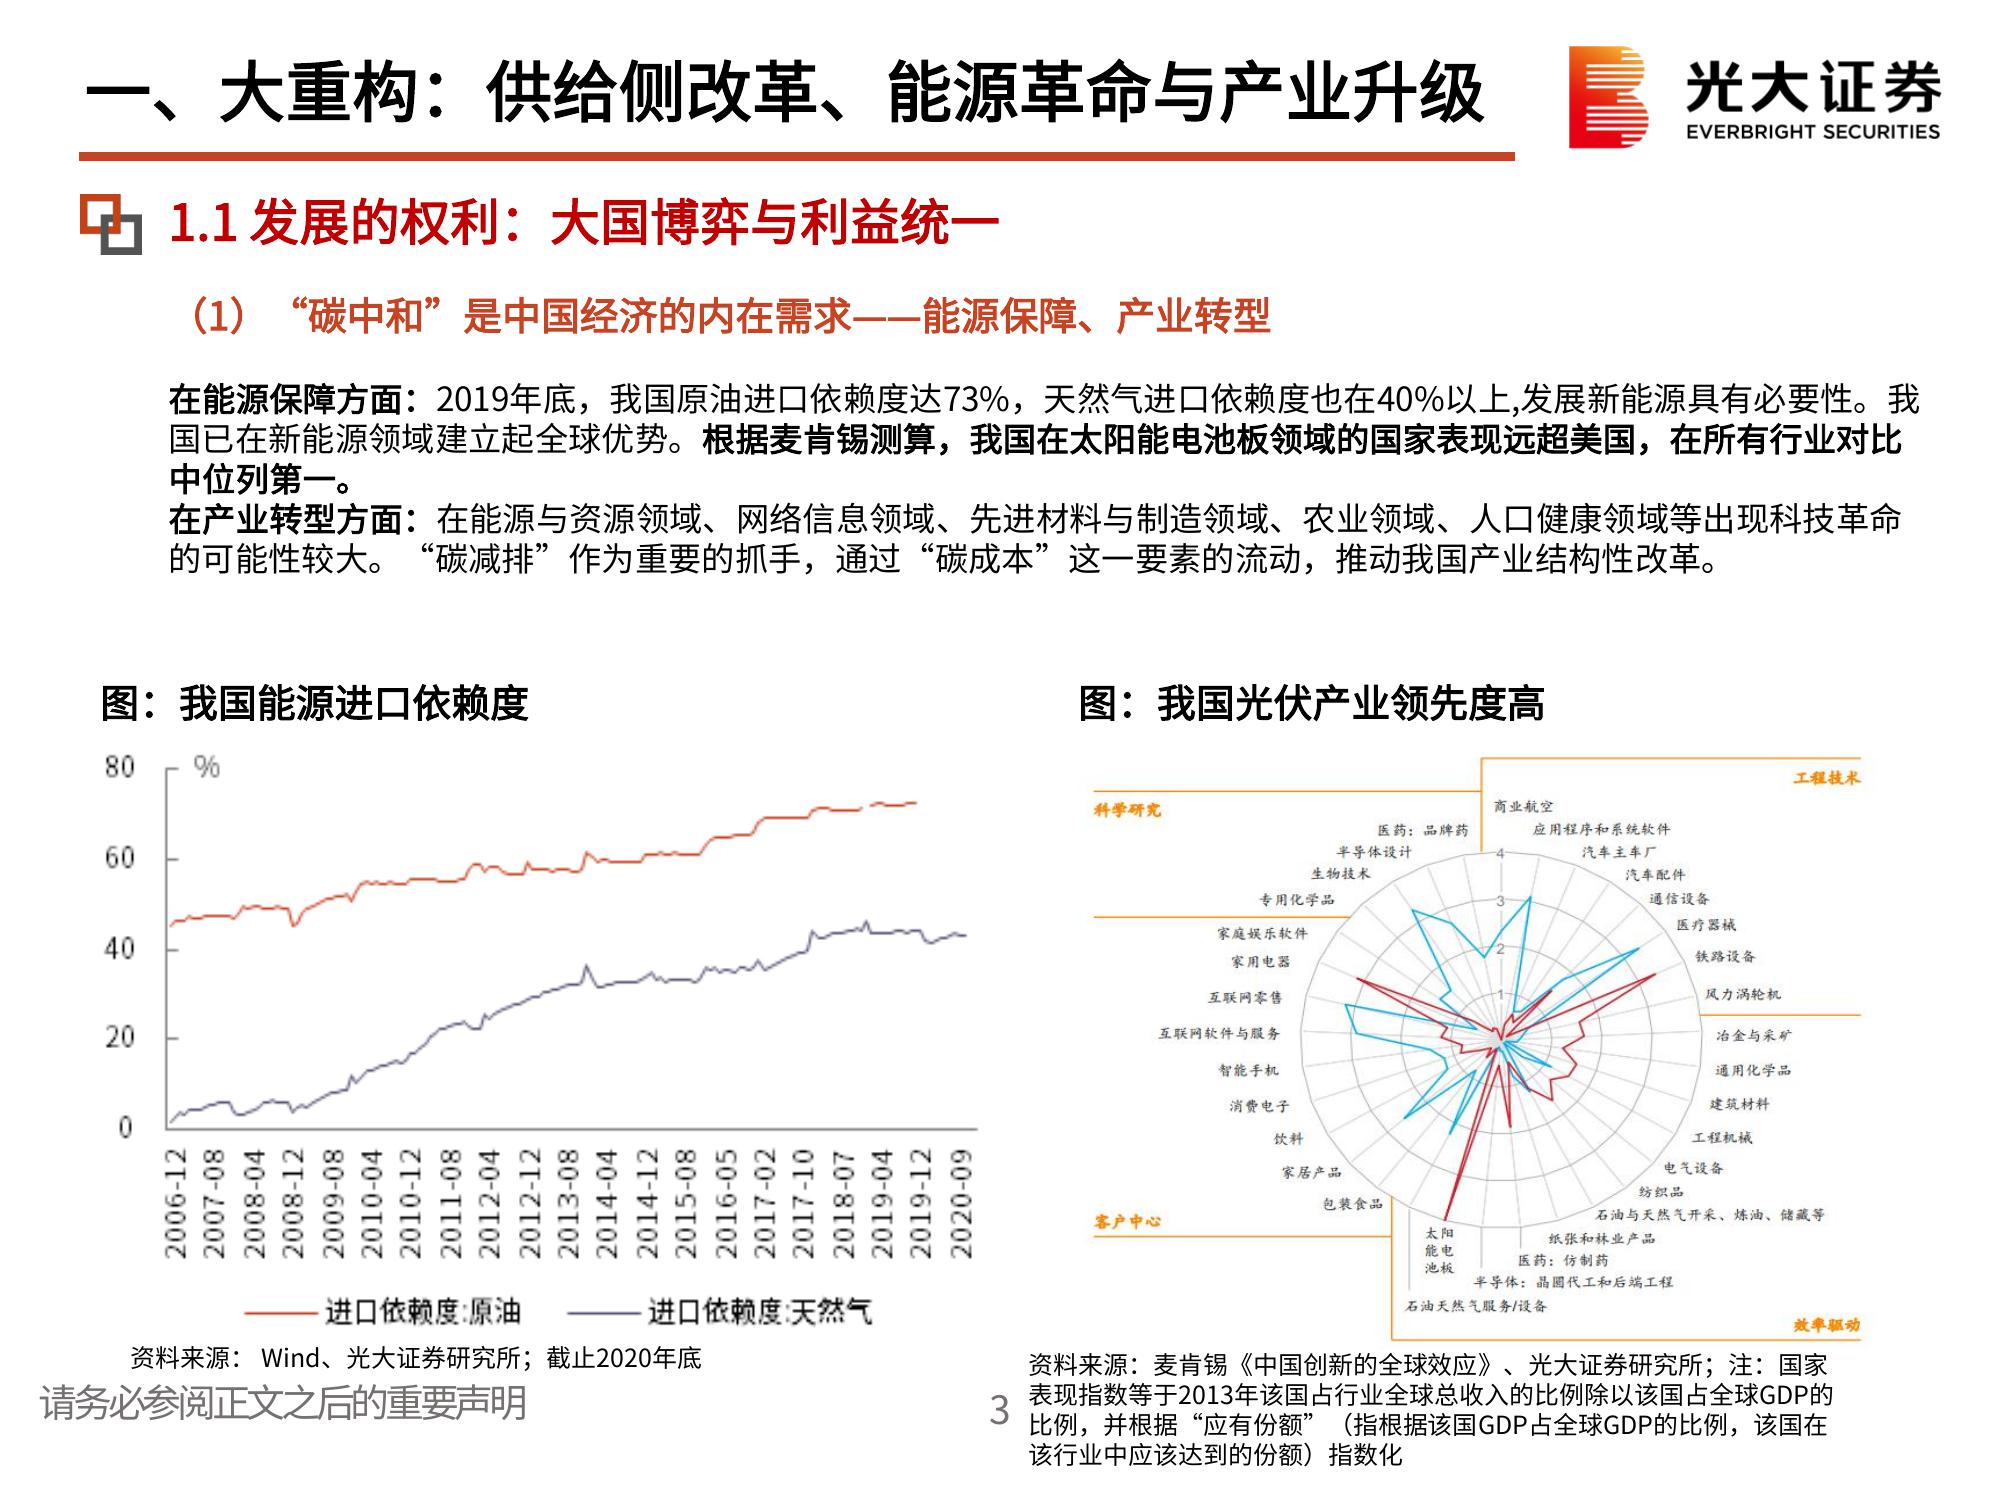 一、大重构：供给侧改革、能源革命与产业升级
光大证券
EVERBRIGHT SECURITIES
1.1 发展的权利：大国博弈与利益统一
（1）“碳中和”是中国经济的内在需求——能源保障、产业转型
在能源保障方面：2019年底，我国原油进口依赖度达73%，天然气进口依赖度也在40%以上,发展新能源具有必要性。我
国已在新能源领域建立起全球优势。根据麦肯锡测算，我国在太阳能电池板领域的国家表现远超美国，在所有行业对比
中位列第一。
在产业转型方面：在能源与资源领域、网络信息领域、先进材料与制造领域、农业领域、人口健康领域等出现科技革命
的可能性较大。“碳减排”作为重要的抓手，通过“碳成本”这一要素的流动，推动我国产业结构性改革。
图：我国能源进口依赖度
80
%
60
40
20
0
2006-12
2007-08
2008-04
2008-12
2009-08
2010-04
2010-12
2011-08
2012-04
2012-12
2013-08
2014-04
2014-12
2015-08
2016-05
2017-02
2017-10
2018-07
2019-04
2019-12
2020-09
进口依赖度:原油
进口依赖度:天然气
资料来源： Wind、光大证券研究所；截止2020年底
图：我国光伏产业领先度高
工程技术
科学研究
商业航空
医药：品牌药
应用程序和系统软件
半导体设计
汽车主车厂
生物技术
汽车配件
专用化学品
通信设备
家庭娱乐软件
医疗器械
家用电器
铁路设备
互联网零售
风力涡轮机
互联网软件与服务
冶金与采矿
智能手机
通用化学品
消费电子
建筑材料
饮料
工程机械
家居产品
电气设备
包装食品
纺织品
4
3
2
1
客户中心
石油与天然气开采、炼油、储藏等
太阳
能电
池板
纸张和林业产品
医药：仿制药
半导体：晶圆代工和后端工程
石油天然气服务/设备
效率驱动
资料来源：麦肯锡《中国创新的全球效应》、光大证券研究所；注：国家
表现指数等于2013年该国占行业全球总收入的比例除以该国占全球GDP的
比例，并根据“应有份额”（指根据该国GDP占全球GDP的比例，该国在
该行业中应该达到的份额）指数化
请务必参阅正文之后的重要声明
3